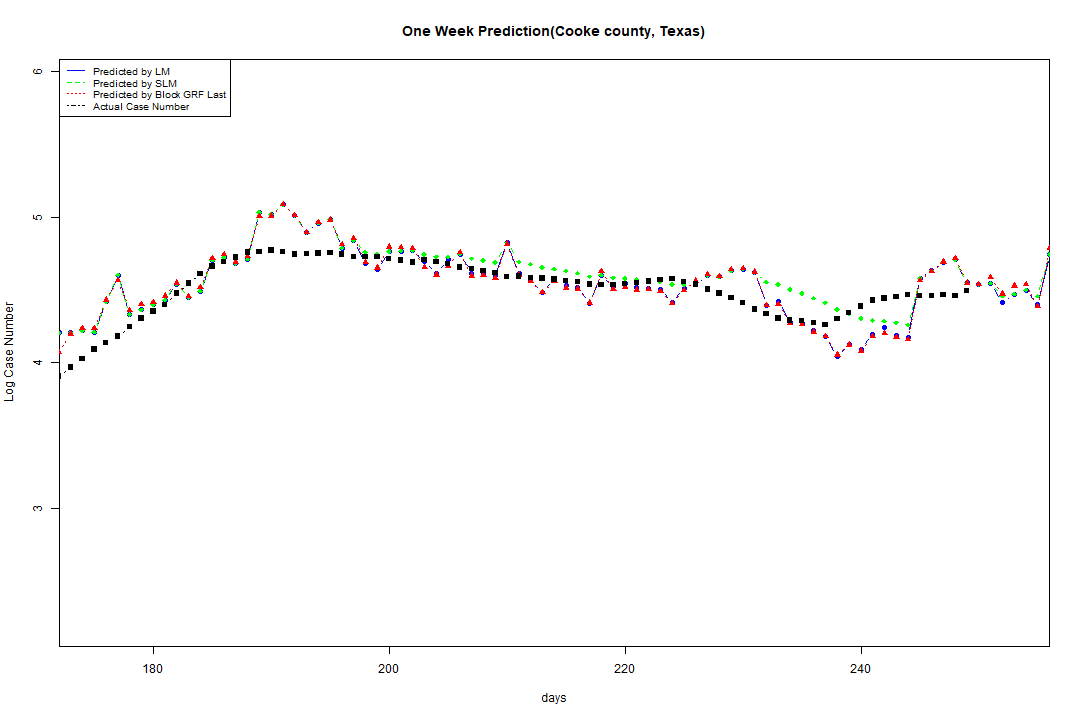 One Week Prediction(Cooke county, Texas)
6
Predicted by LM
Predicted by SLM
Predicted by Block GRF Last
Actual Case Number
5
4
3
Log Case Number
180
200
220
240
days